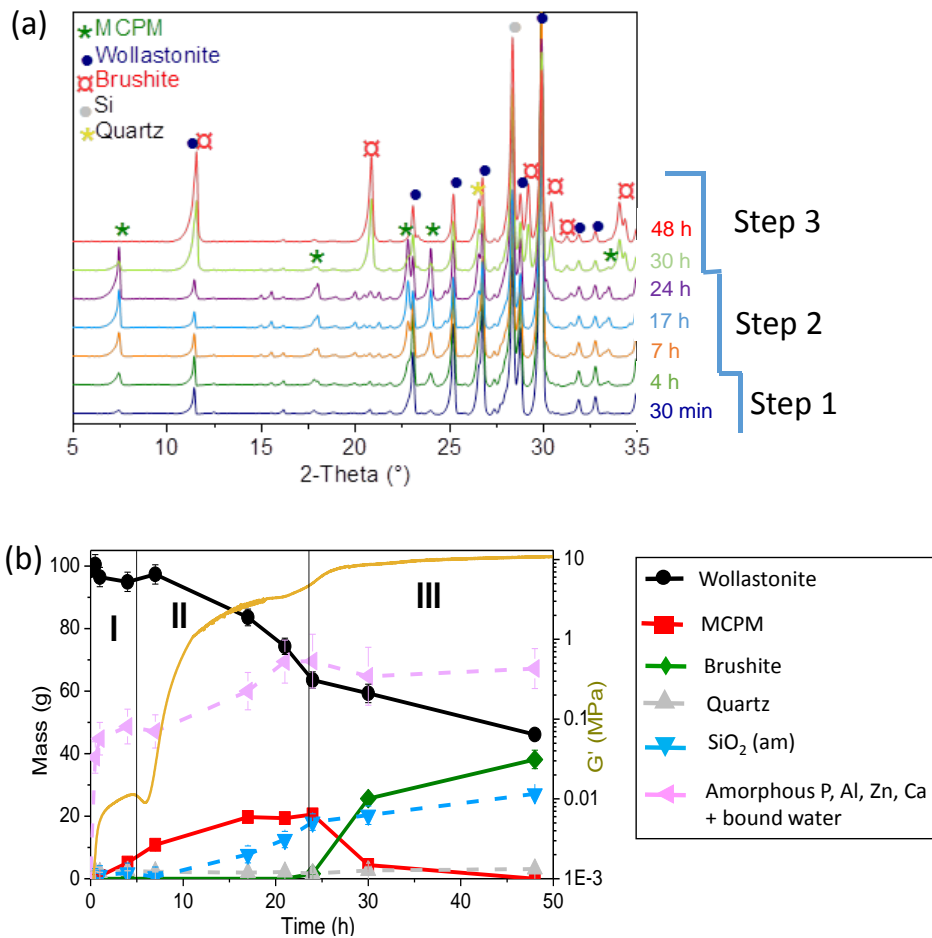 (a)
MCPM
Wollastonite
Brushite
Si
Quartz
48 h
30 h
24 h
17 h
7 h
4 h
30 min
Step 3
Step 2
Step 1
5 10 15 20 25 30 35
2-Theta (°)
(b)
100
80
60
40
20
0
Mass (g)
I
II
III
10
1
0.1
0.01
1E-3
G' (MPa)
0 10 20 30 40 50
Time (h)
Wollastonite
MCPM
Brushite
Quartz
SiO₂ (am)
Amorphous P, Al, Zn, Ca
+ bound water